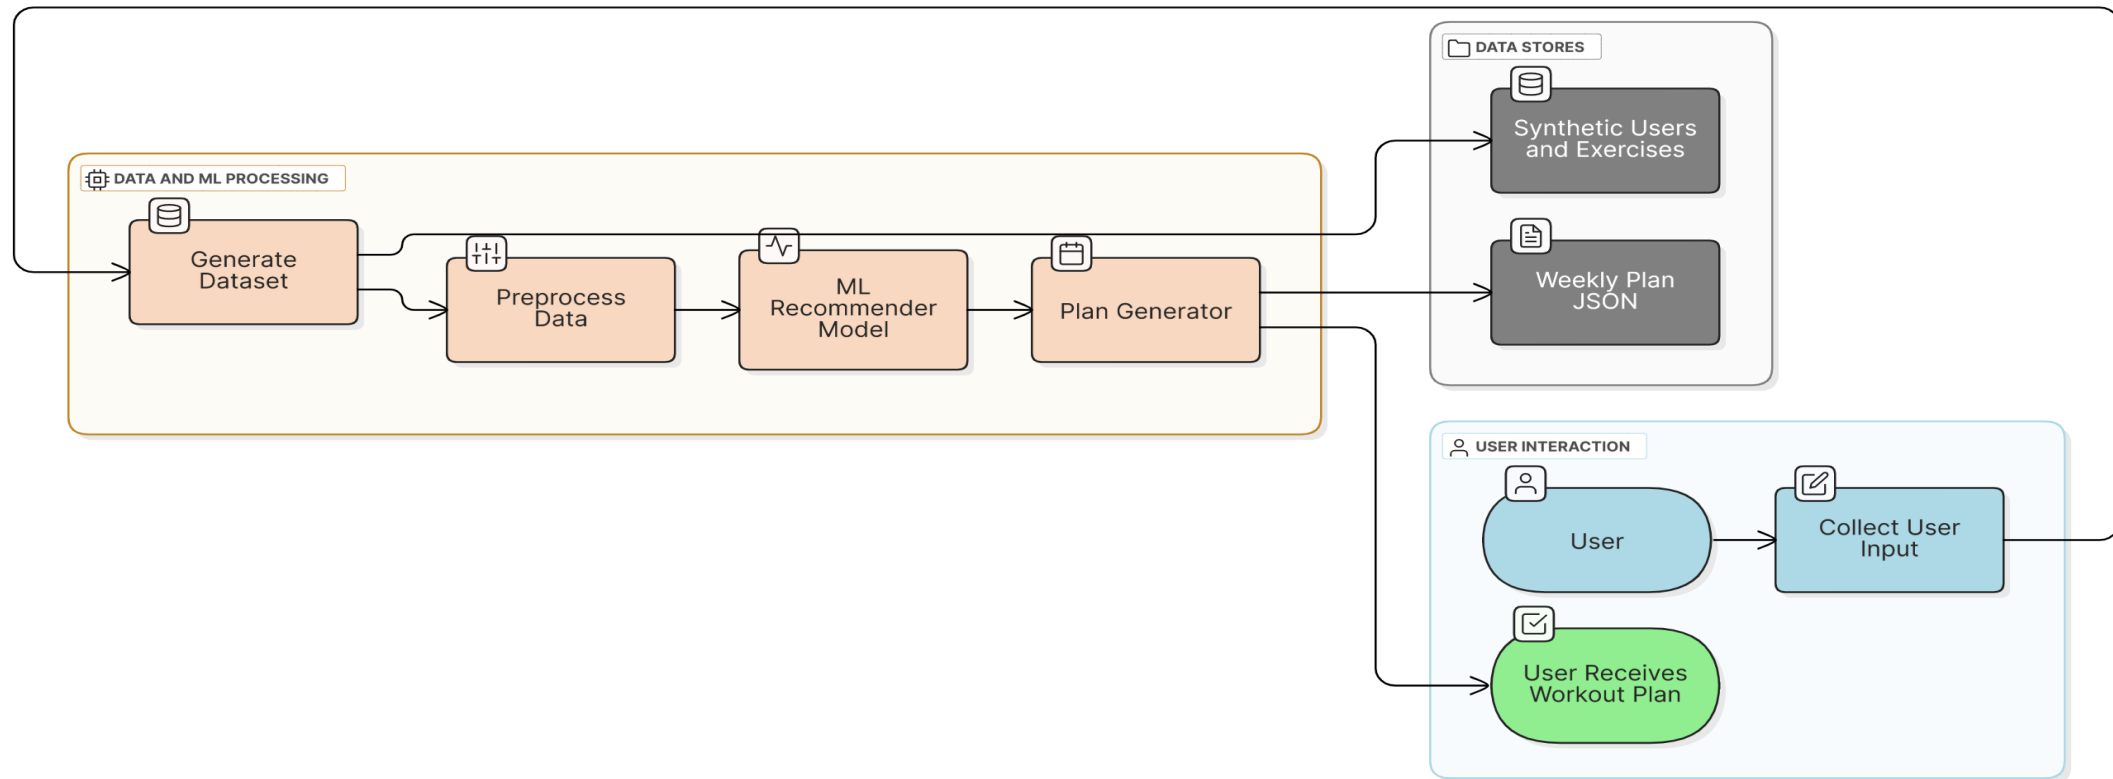 DATA STORES
Synthetic Users
and Exercises
Weekly Plan
JSON
DATA AND ML PROCESSING
Generate
Dataset
Preprocess
Data
ML
Recommender
Model
Plan Generator
USER INTERACTION
User
Collect User
Input
User Receives
Workout Plan